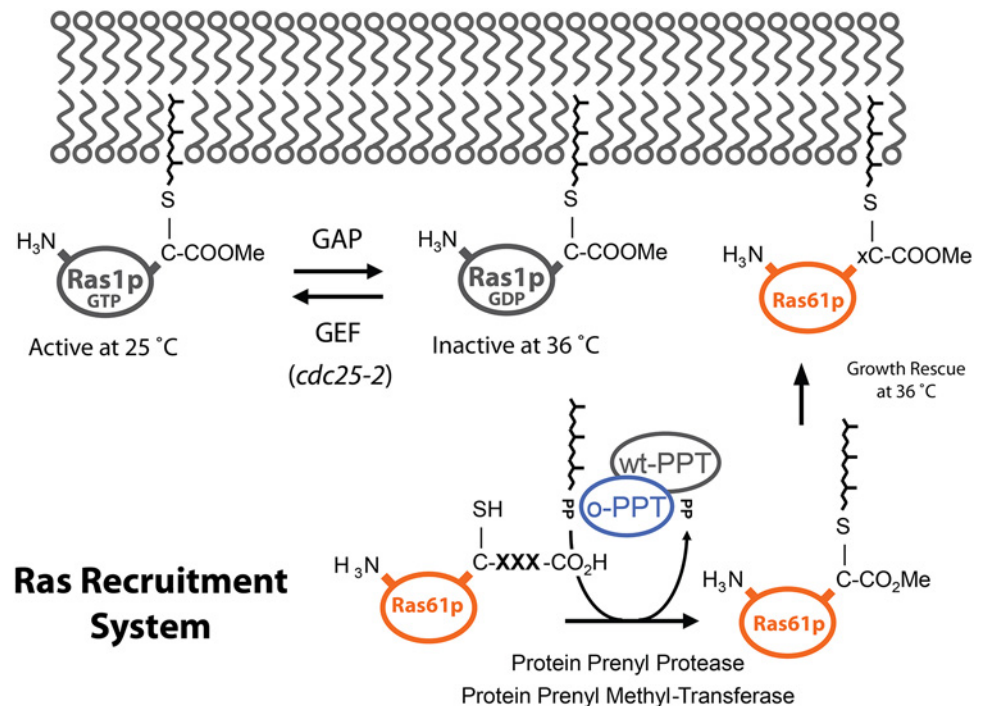 S
S
S
H₃N
C-COOMe
Ras1p
GTP
GAP
GEF
(cdc25-2)
H₃N
C-COOMe
Ras1p
GDP
H₃N
xC-COOMe
Ras61p
Active at 25 ˚C
Inactive at 36 ˚C
Growth Rescue
at 36 ˚C
wt-PPT
o-PPT
PP
PP
SH
S
H₃N
C-XXX-CO₂H
Ras61p
H₃N
C-CO₂Me
Ras61p
Ras Recruitment
System
Protein Prenyl Protease
Protein Prenyl Methyl-Transferase